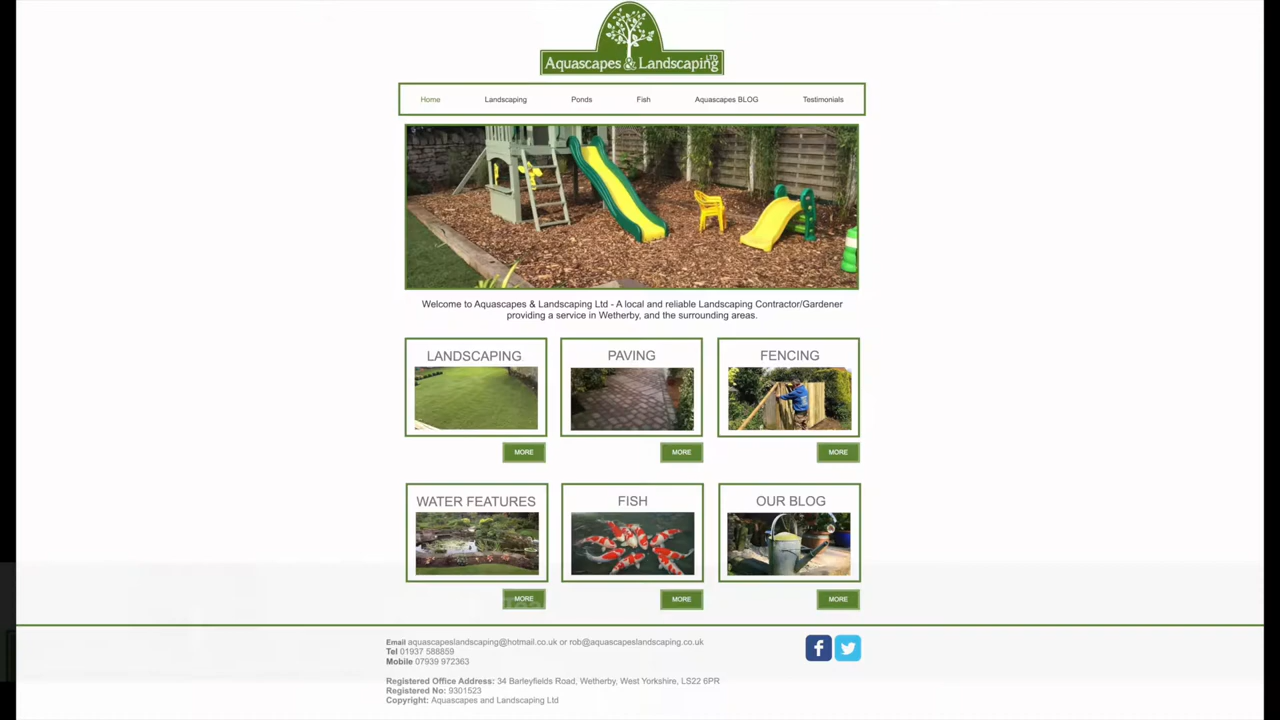 Aquascapes & Landscaping LTD
Home Landscaping Ponds Fish Aquascapes BLOG Testimonials
Welcome to Aquascapes & Landscaping Ltd - A local and reliable Landscaping Contractor/Gardener
providing a service in Wetherby, and the surrounding areas.
LANDSCAPING PAVING FENCING
MORE MORE MORE
WATER FEATURES FISH OUR BLOG
MORE MORE MORE
Email aquascapeslandscaping@hotmail.co.uk or rob@aquascapeslandscaping.co.uk
Tel 01937 588859
Mobile 07939 972363
Registered Office Address: 34 Barleyfields Road, Wetherby, West Yorkshire, LS22 6PR
Registered No: 9301523
Copyright: Aquascapes and Landscaping Ltd